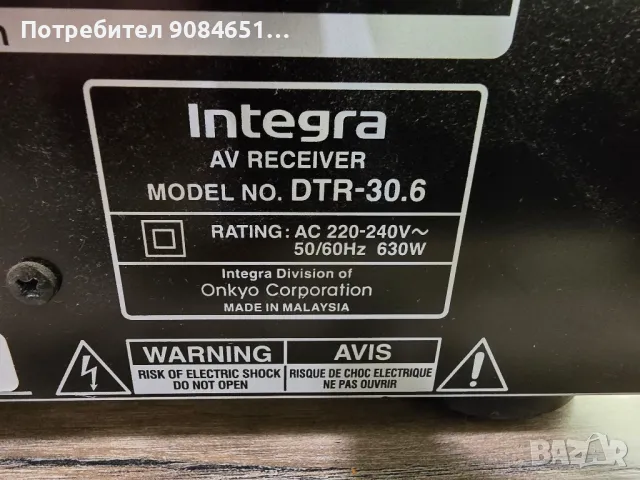 Потребител 9084651...
Integra
AV RECEIVER
MODEL NO. DTR-30.6
RATING: AC 220-240V~
50/60Hz 630W
Integra Division of
Onkyo Corporation
MADE IN MALAYSIA
WARNING
RISK OF ELECTRIC SHOCK
DO NOT OPEN
AVIS
RISQUE DE CHOC ELECTRIQUE
NE PAS OUVRIR
BAZAR